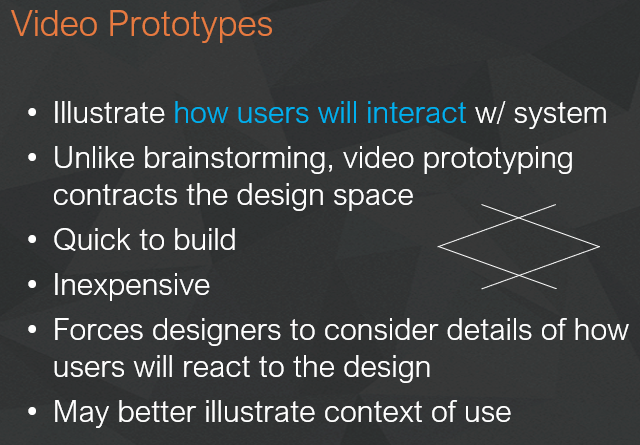 Video Prototypes
• Illustrate how users will interact w/ system
• Unlike brainstorming, video prototyping
contracts the design space
• Quick to build
• Inexpensive
• Forces designers to consider details of how
users will react to the design
• May better illustrate context of use